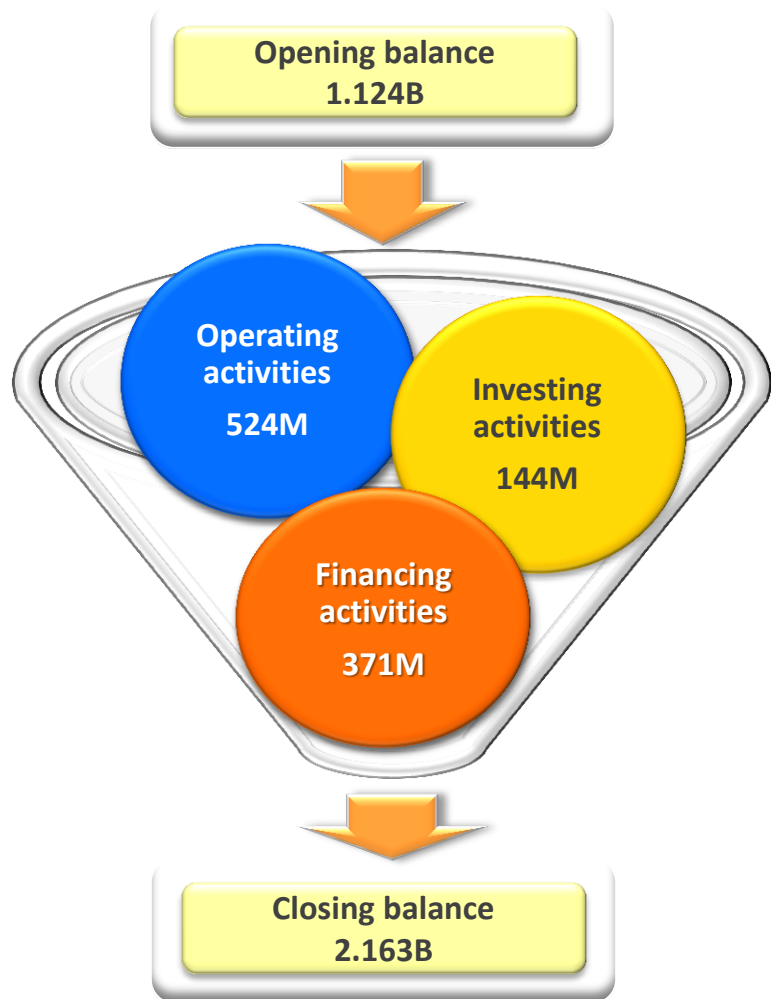 Opening balance
1.124B
Operating
activities
524M
Investing
activities
144M
Financing
activities
371M
Closing balance
2.163B